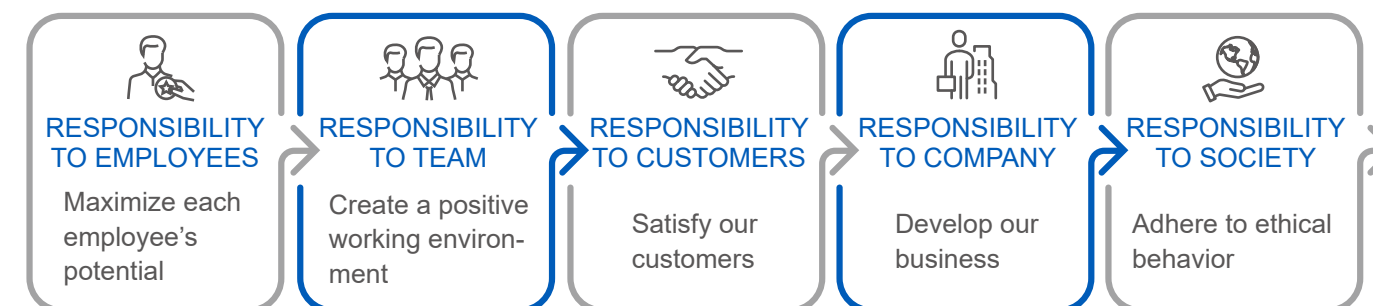 RESPONSIBILITY
TO EMPLOYEES
Maximize each
employee’s
potential
RESPONSIBILITY
TO TEAM
Create a positive
working environ-
ment
RESPONSIBILITY
TO CUSTOMERS
Satisfy our
customers
RESPONSIBILITY
TO COMPANY
Develop our
business
RESPONSIBILITY
TO SOCIETY
Adhere to ethical
behavior